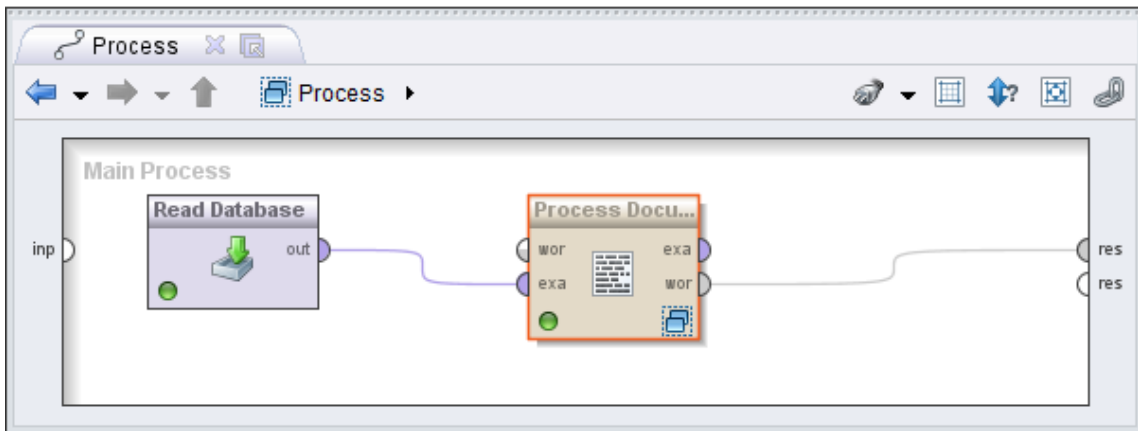 Process
Process
Main Process
Read Database
Process Docu...
inp
out
wor
exa
res
exa
wor
res